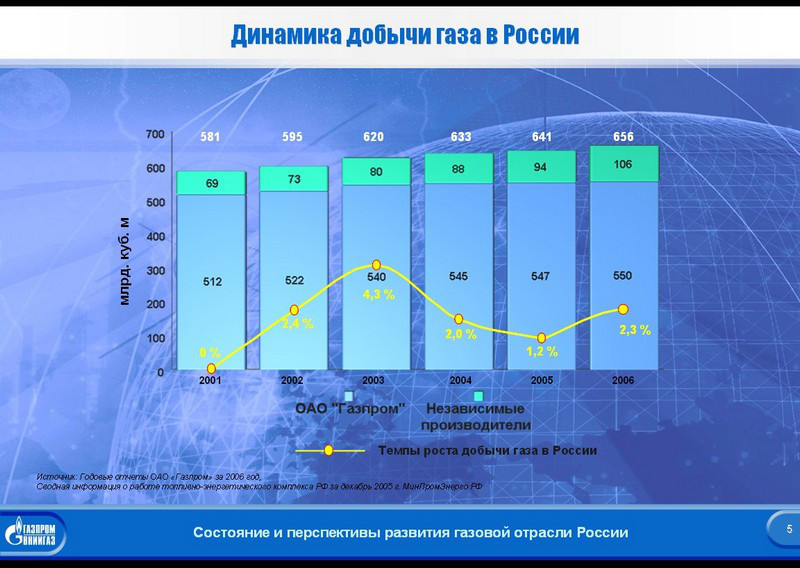 Динамика добычи газа в России
млрд. куб. м
700
600
500
400
300
200
100
0
581 595 620 633 641 656
69 73 80 88 94 106
512 522 540 545 547 550
0 % 2,4 % 4,3 % 2,0 % 1,2 % 2,3 %
2001 2002 2003 2004 2005 2006
ОАО "Газпром" Независимые
производители
Темпы роста добычи газа в России
Источник: Годовые отчеты ОАО «Газпром» за 2006 год,
Сводная информация о работе топливно-энергетического комплекса РФ за декабрь 2005 г. МинПромЭнерго РФ
ГАЗПРОМ
ВНИИГАЗ
Состояние и перспективы развития газовой отрасли России
5